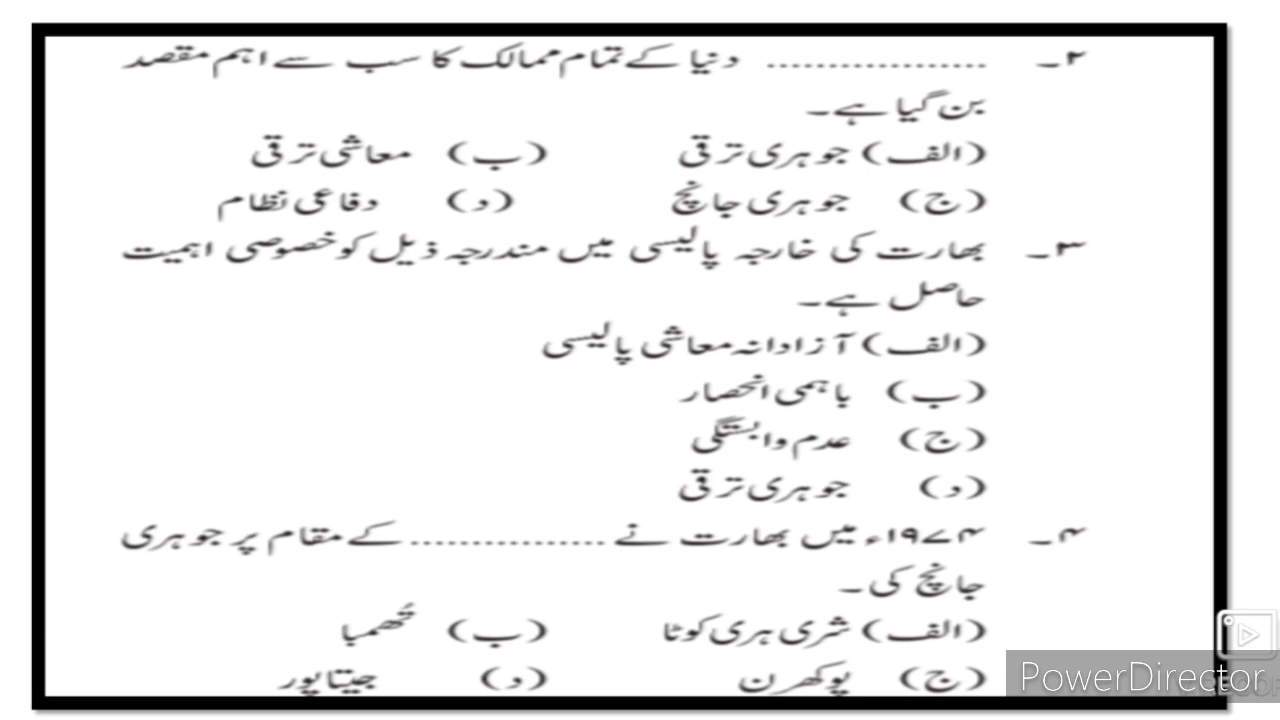 ۲۔ .................. دنیا کے تمام ممالک کا سب سے اہم مقصد
بن گیا ہے۔
(الف) جوہری ترقی (ب) معاشی ترقی
(ج) جوہری جانچ (د) دفاعی نظام
۳۔ بھارت کی خارجہ پالیسی میں مندرجہ ذیل کو خصوصی اہمیت
حاصل ہے۔
(الف) آزادانہ معاشی پالیسی
(ب) باہمی انحصار
(ج) عدم وابستگی
(د) جوہری ترقی
۴۔ ۱۹۷۴ء میں بھارت نے ................ کے مقام پر جوہری
جانچ کی۔
(الف) شری ہری کوٹا (ب) تُھمبا
(ج) پوکھرن (د) جیتاپور
PowerDirector